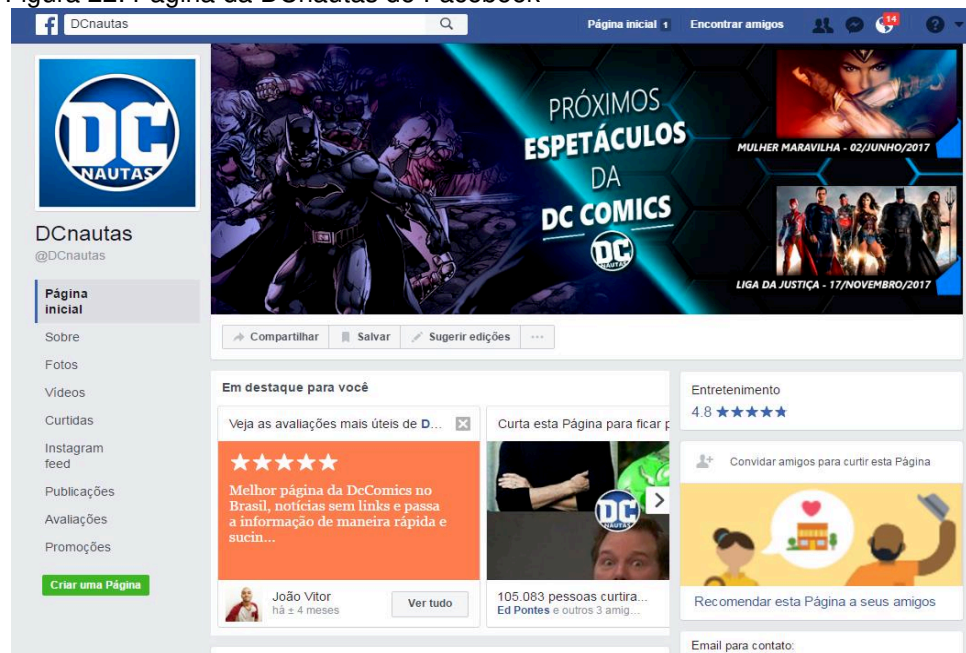 Figura 22: Página da DCnautas do Facebook
DCnautas
Página inicial 1
Encontrar amigos
14
DC
NAUTAS
PRÓXIMOS
ESPETÁCULOS
DA
DC COMICS
DC
NAUTAS
MULHER MARAVILHA - 02/JUNHO/2017
LIGA DA JUSTIÇA - 17/NOVEMBRO/2017
DCnautas
@DCnautas
Página
inicial
Sobre
Fotos
Vídeos
Curtidas
Instagram
feed
Publicações
Avaliações
Promoções
Criar uma Página
Compartilhar
Salvar
Sugerir edições
Em destaque para você
Veja as avaliações mais úteis de D...
Melhor página da DcComics no
Brasil, notícias sem links e passa
a informação de maneira rápida e
sucin...
João Vitor
há ± 4 meses
Ver tudo
Curta esta Página para ficar p
DC
NAUTAS
105.083 pessoas curtira...
Ed Pontes e outros 3 amig...
Entretenimento
4.8 ★★★★★
Convidar amigos para curtir esta Página
Recomendar esta Página a seus amigos
Email para contato: